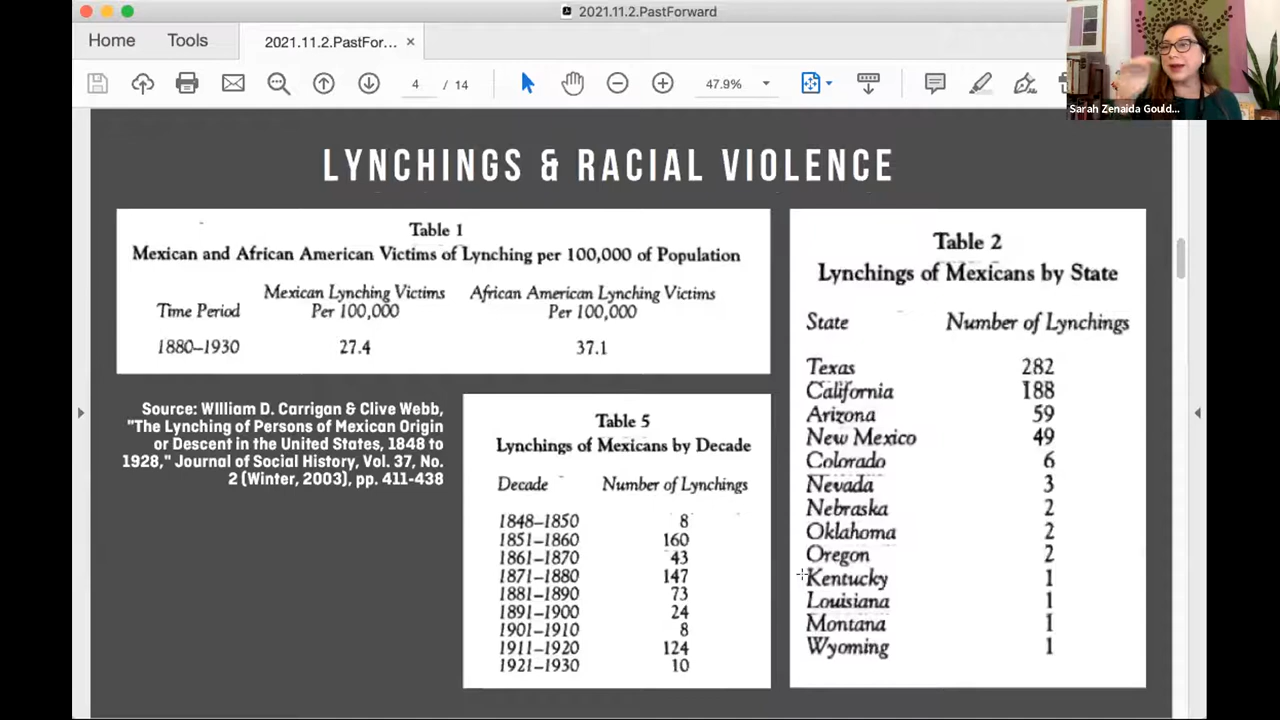 2021.11.2.PastForward
Home
Tools
2021.11.2.PastFor... ×
4 / 14
47.9%
Sarah Zenaida Gould...
LYNCHINGS & RACIAL VIOLENCE
Table 1
Mexican and African American Victims of Lynching per 100,000 of Population
Mexican Lynching Victims African American Lynching Victims
Time Period Per 100,000 Per 100,000
1880–1930 27.4 37.1
Source: WIlliam D. Carrigan & Clive Webb,
"The Lynching of Persons of Mexican Origin
or Descent in the United States, 1848 to
1928," Journal of Social History, Vol. 37, No.
2 (Winter, 2003), pp. 411-438
Table 5
Lynchings of Mexicans by Decade
Decade Number of Lynchings
1848–1850 8
1851–1860 160
1861–1870 43
1871–1880 147
1881–1890 73
1891–1900 24
1901–1910 8
1911–1920 124
1921–1930 10
Table 2
Lynchings of Mexicans by State
State Number of Lynchings
Texas 282
California 188
Arizona 59
New Mexico 49
Colorado 6
Nevada 3
Nebraska 2
Oklahoma 2
Oregon 2
Kentucky 1
Louisiana 1
Montana 1
Wyoming 1